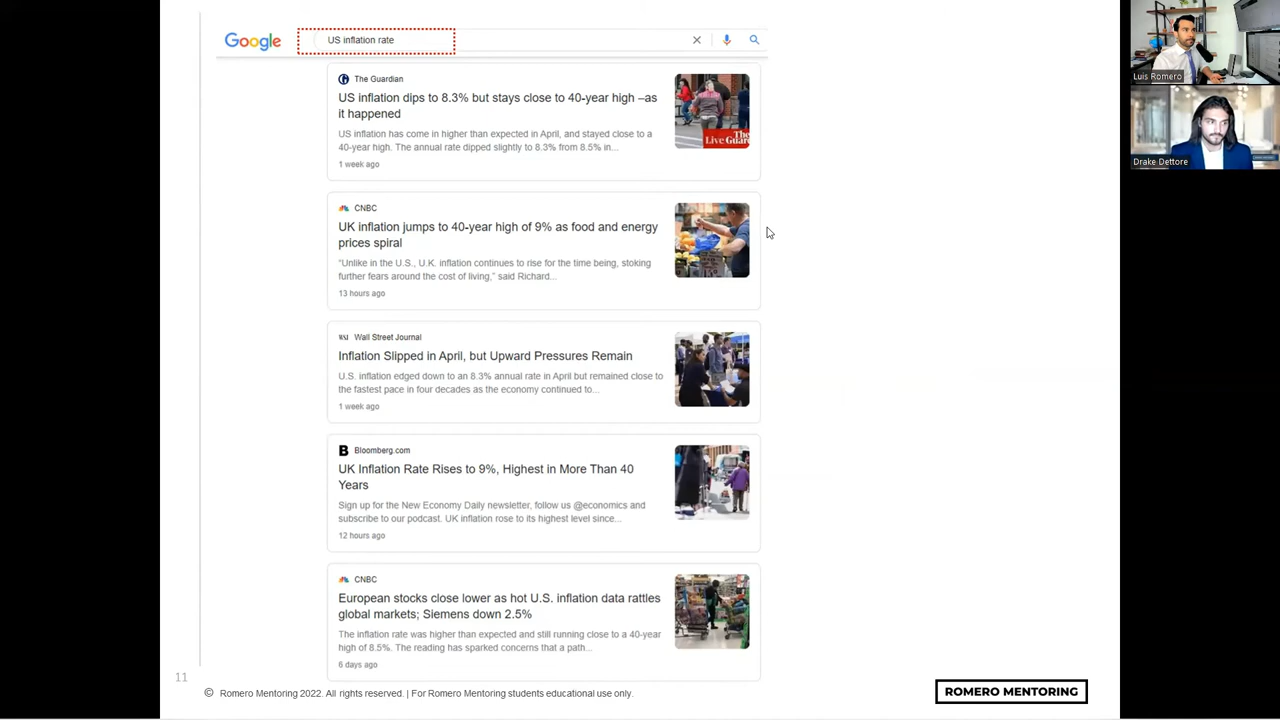 Google
US inflation rate
The Guardian
US inflation dips to 8.3% but stays close to 40-year high –as
it happened
US inflation has come in higher than expected in April, and stayed close to a
40-year high. The annual rate dipped slightly to 8.3% from 8.5% in...
1 week ago
The
Live Guar
CNBC
UK inflation jumps to 40-year high of 9% as food and energy
prices spiral
“Unlike in the U.S., U.K. inflation continues to rise for the time being, stoking
further fears around the cost of living,” said Richard...
13 hours ago
WSJ Wall Street Journal
Inflation Slipped in April, but Upward Pressures Remain
U.S. inflation edged down to an 8.3% annual rate in April but remained close to
the fastest pace in four decades as the economy continued to...
1 week ago
B Bloomberg.com
UK Inflation Rate Rises to 9%, Highest in More Than 40
Years
Sign up for the New Economy Daily newsletter, follow us @economics and
subscribe to our podcast. UK inflation rose to its highest level since...
12 hours ago
CNBC
European stocks close lower as hot U.S. inflation data rattles
global markets; Siemens down 2.5%
The inflation rate was higher than expected and still running close to a 40-year
high of 8.5%. The reading has sparked concerns that a path...
6 days ago
11
© Romero Mentoring 2022. All rights reserved. | For Romero Mentoring students educational use only.
ROMERO MENTORING
Luis Romero
Drake Dettore